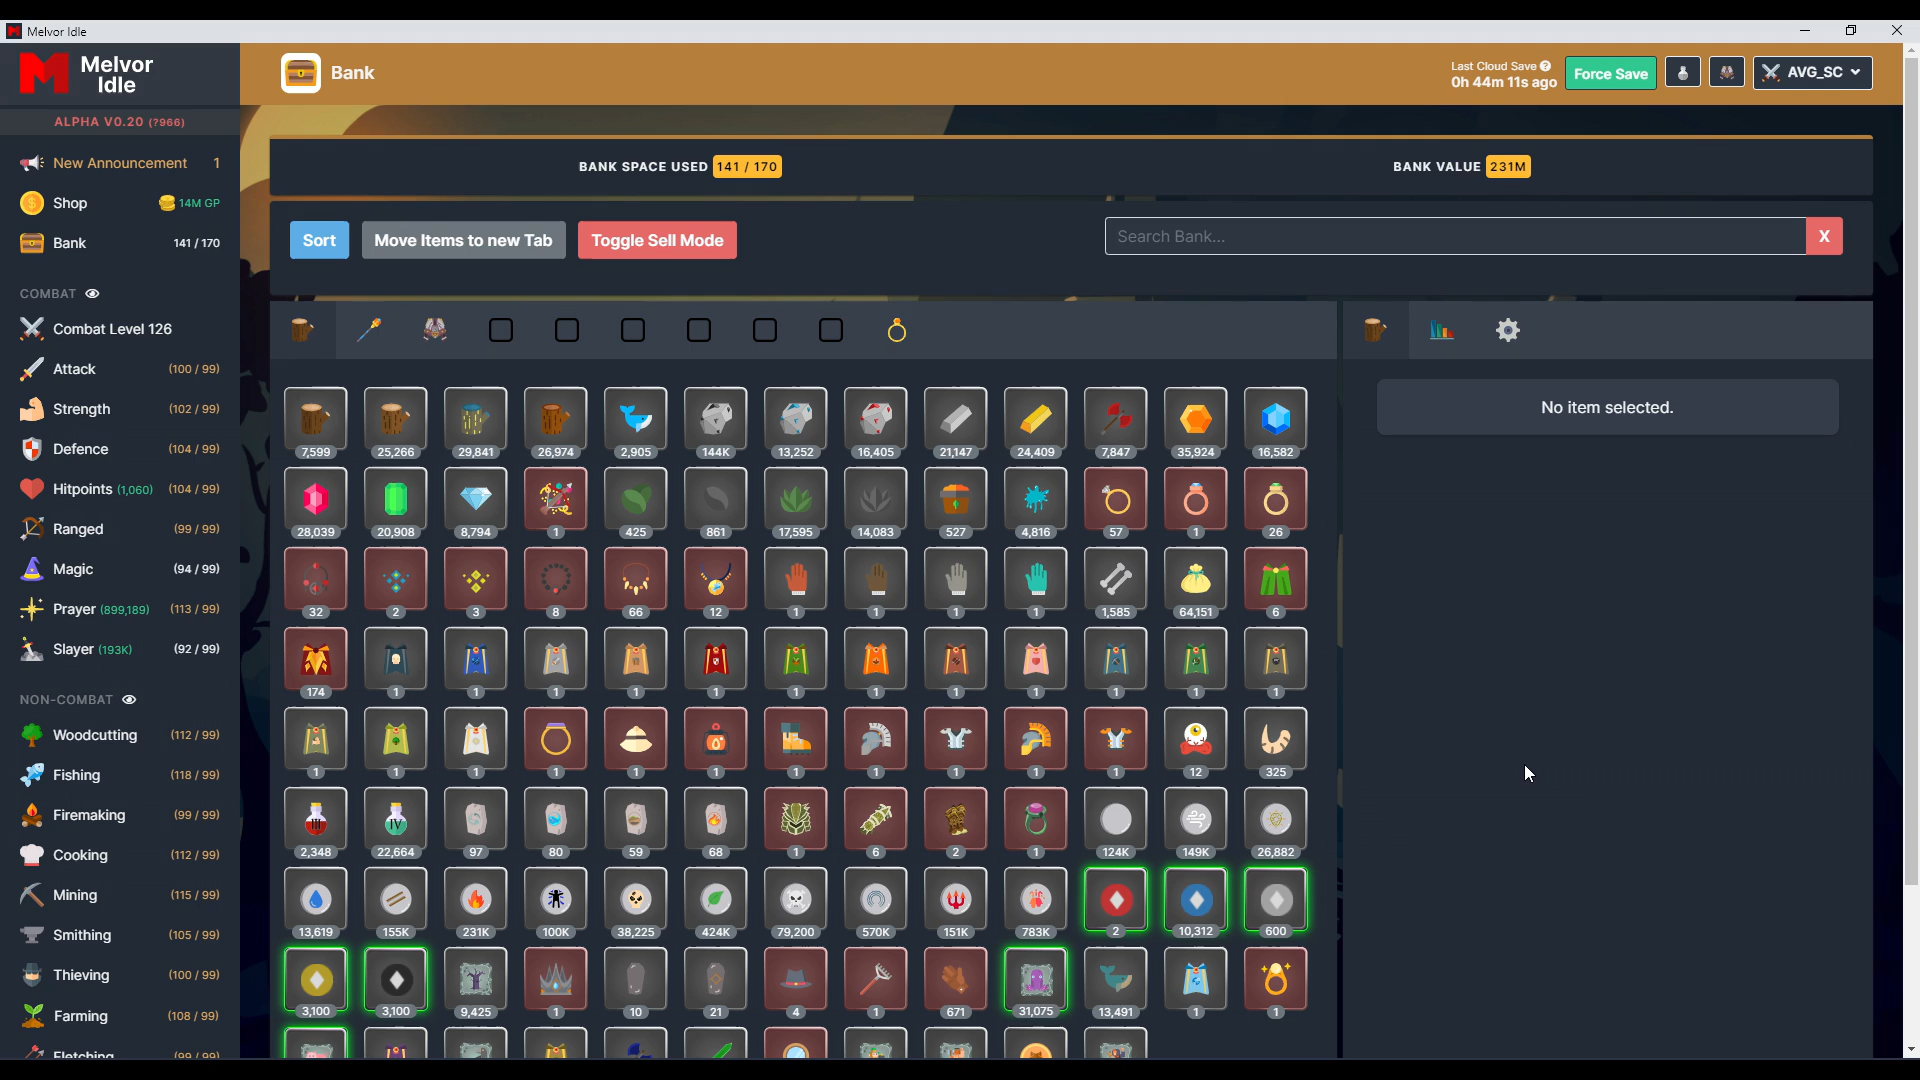 Melvor Idle
Melvor
Idle
Bank
Last Cloud Save ?
0h 44m 11s ago
Force Save
AVG_SC
ALPHA V0.20 (?966)
New Announcement 1
Shop 14M GP
Bank 141 / 170
BANK SPACE USED 141 / 170
BANK VALUE 231M
Sort
Move Items to new Tab
Toggle Sell Mode
Search Bank...
X
COMBAT
Combat Level 126
Attack (100 / 99)
Strength (102 / 99)
Defence (104 / 99)
Hitpoints (1,060) (104 / 99)
Ranged (99 / 99)
Magic (94 / 99)
Prayer (899,189) (113 / 99)
Slayer (193K) (92 / 99)
NON-COMBAT
Woodcutting (112 / 99)
Fishing (118 / 99)
Firemaking (99 / 99)
Cooking (112 / 99)
Mining (115 / 99)
Smithing (105 / 99)
Thieving (100 / 99)
Farming (108 / 99)
Fletching (99 / 99)
7,599 25,266 29,841 26,974 2,905 144K 13,252 16,405 21,147 24,409 7,847 35,924 16,582
28,039 20,908 8,794 1 425 861 17,595 14,083 527 4,816 57 1 26
32 2 3 8 66 12 1 1 1 1 1,585 64,151 6
174 1 1 1 1 1 1 1 1 1 1 1 1
1 1 1 1 1 1 1 1 1 1 1 12 325
III IV
2,348 22,664 97 80 59 68 1 6 2 1 124K 149K 26,882
13,619 155K 231K 100K 38,225 424K 79,200 570K 151K 783K 2 10,312 600
3,100 3,100 9,425 1 10 21 4 1 671 31,075 13,491 1 1
No item selected.